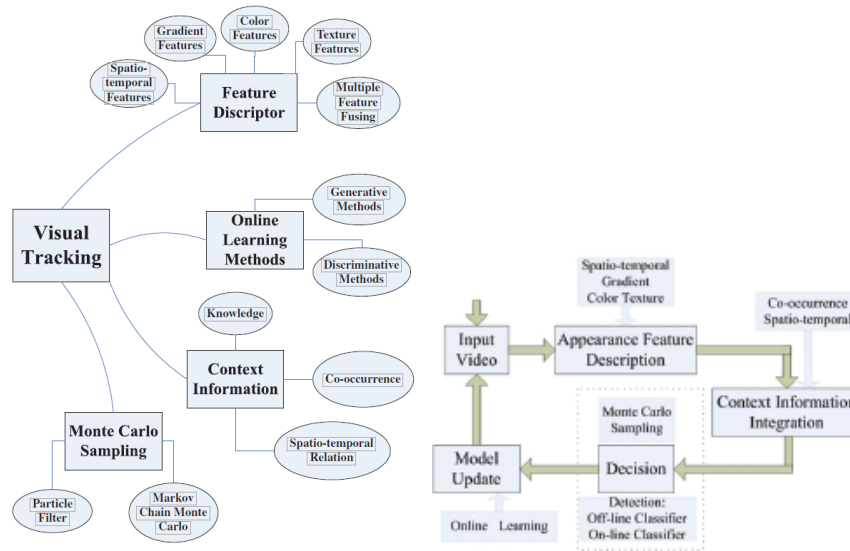 Gradient
Features
Color
Features
Texture
Features
Spatio-
temporal
Features
Feature
Discriptor
Multiple
Feature
Fusing
Visual
Tracking
Online
Learning
Methods
Generative
Methods
Discriminative
Methods
Knowledge
Context
Information
Co-occurrence
Spatio-temporal
Relation
Monte Carlo
Sampling
Particle
Filter
Markov
Chain Monte
Carlo
Spatio-temporal
Gradient
Color Texture
Co-occurrence
Spatio-temporal
Input
Video
Appearance Feature
Description
Context Information
Integration
Monte Carlo
Sampling
Decision
Detection:
Off-line Classifier
On-line Classifier
Model
Update
Online Learning